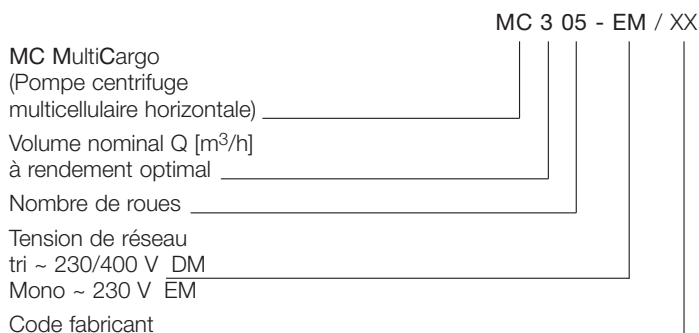 MC 3 05 - EM / XX
MC MultiCargo
(Pompe centrifuge
multicellulaire horizontale)
Volume nominal Q [m³/h]
à rendement optimal
Nombre de roues
Tension de réseau
tri ~ 230/400 V DM
Mono ~ 230 V EM
Code fabricant